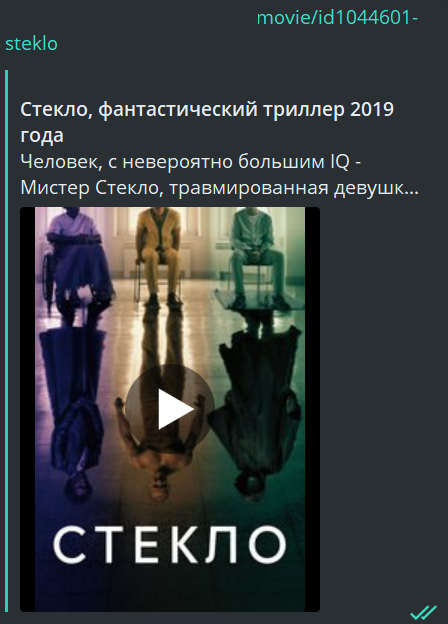 movie/id1044601-
steklo
Стекло, фантастический триллер 2019
года
Человек, с невероятно большим IQ -
Мистер Стекло, травмированная девушк...
СТЕКЛО